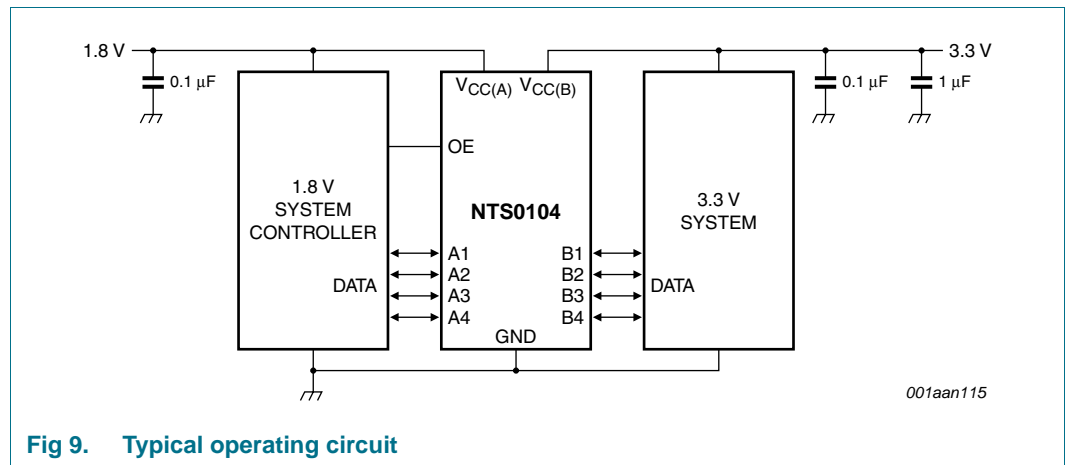 1.8 V
3.3 V
0.1 μF
VCC(A) VCC(B)
0.1 μF
1 μF
OE
1.8 V
SYSTEM
CONTROLLER
NTS0104
3.3 V
SYSTEM
A1
B1
A2
B2
DATA
DATA
A3
B3
A4
B4
GND
001aan115
Fig 9. Typical operating circuit